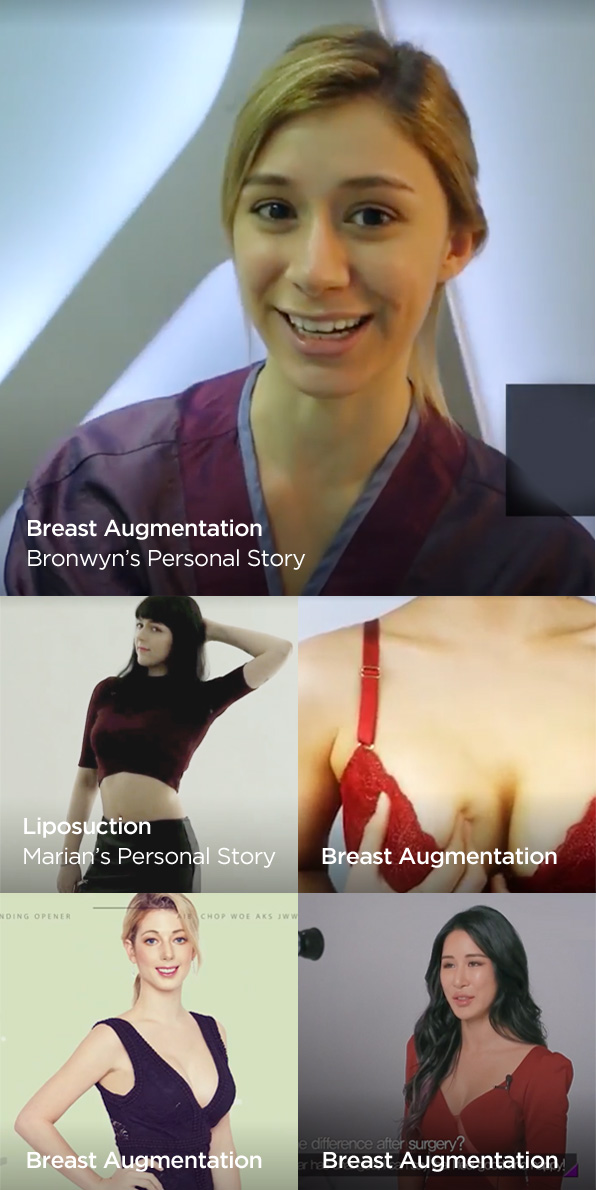 Breast Augmentation
Bronwyn's Personal Story
Liposuction
Marian's Personal Story
Breast Augmentation
NDING OPENER
CHOP WOE AKS JWW
Breast Augmentation
e difference after surgery?
Breast Augmentation